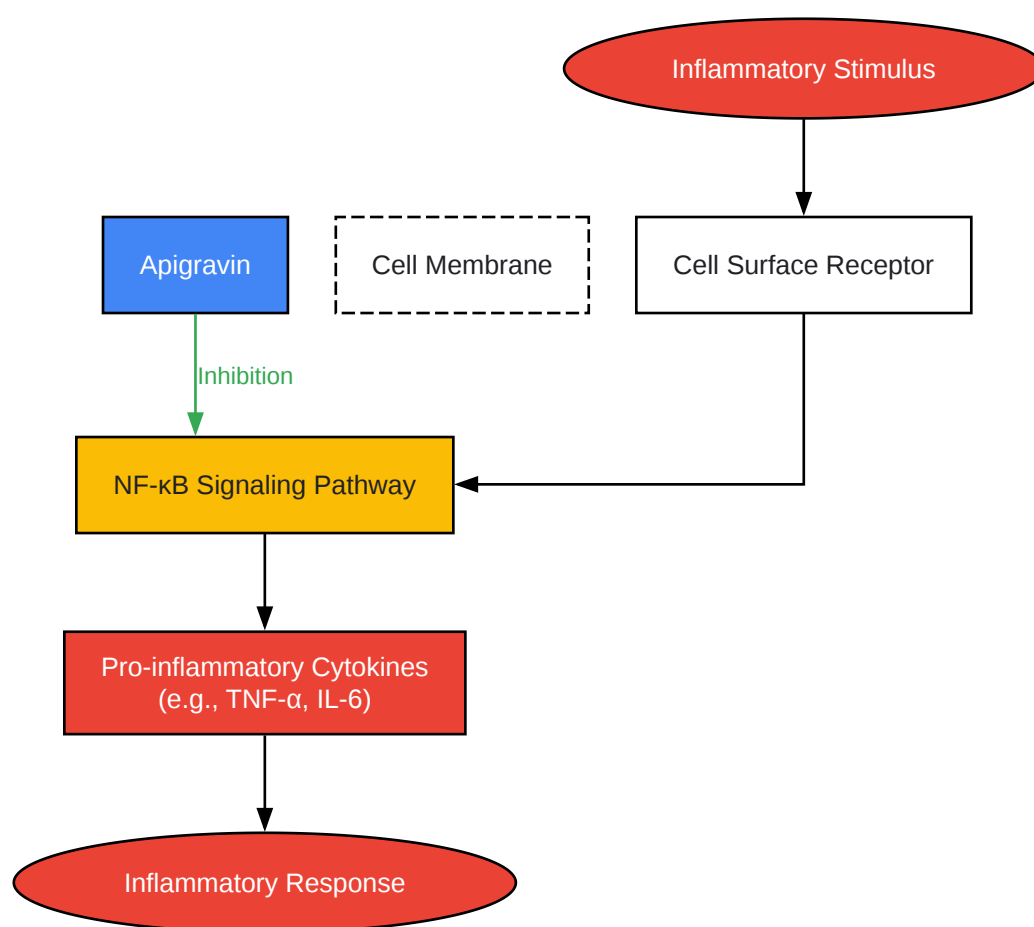 Inflammatory Stimulus
Apigravin
Cell Membrane
Cell Surface Receptor
Inhibition
NF-κB Signaling Pathway
Pro-inflammatory Cytokines
(e.g., TNF-α, IL-6)
Inflammatory Response